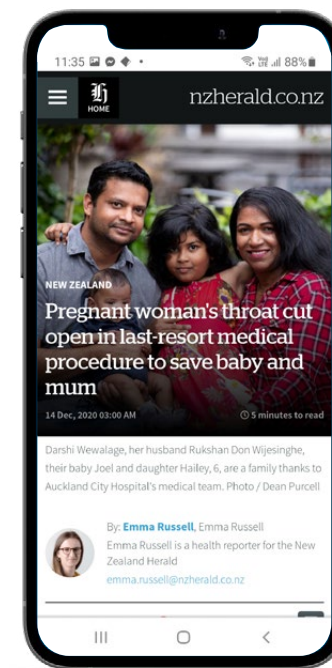 11:35
88%
HOME
nzherald.co.nz
NEW ZEALAND
Pregnant woman's throat cut
open in last-resort medical
procedure to save baby and
mum
14 Dec, 2020 03:00 AM
5 minutes to read
Darshi Wewalage, her husband Rukshan Don Wijesinghe,
their baby Joel and daughter Hailey, 6, are a family thanks to
Auckland City Hospital's medical team. Photo / Dean Purcell
By: Emma Russell, Emma Russell
Emma Russell is a health reporter for the New
Zealand Herald
emma.russell@nzherald.co.nz